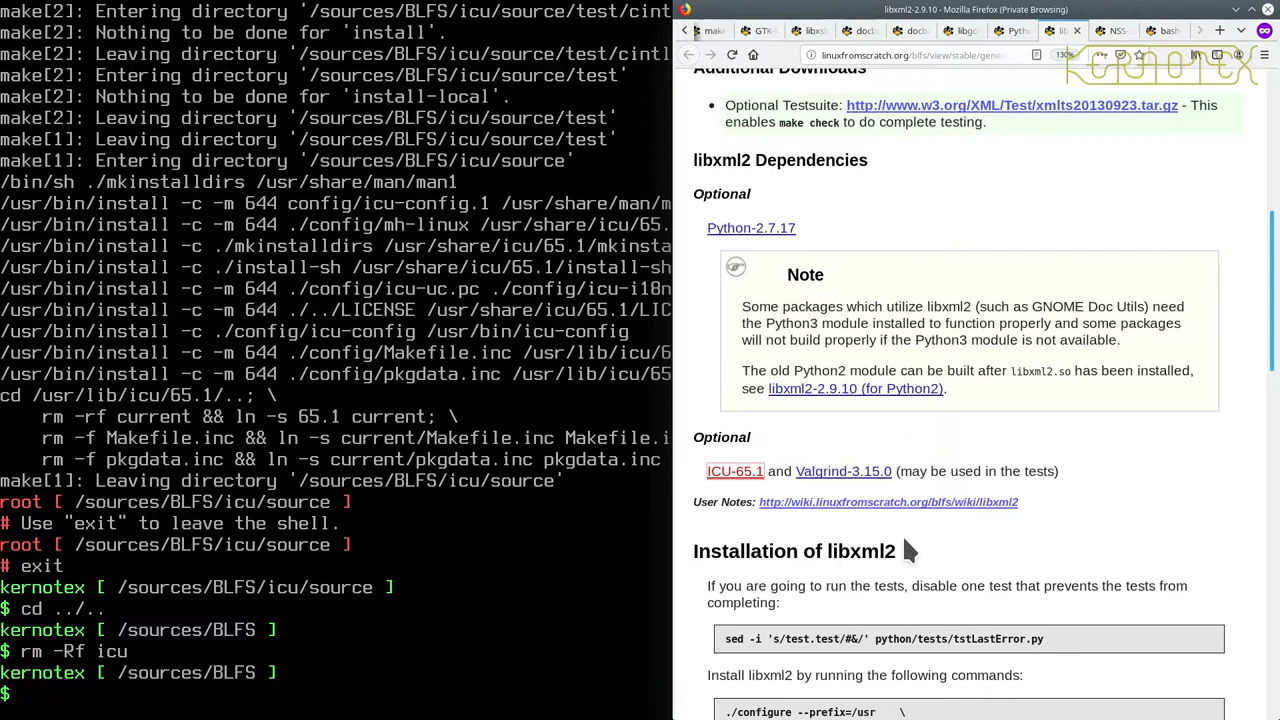 make[2]: Entering directory '/sources/BLFS/icu/source/test/cint
make[2]: Nothing to be done for 'install'.
make[2]: Leaving directory '/sources/BLFS/icu/source/test/cintl
make[2]: Entering directory '/sources/BLFS/icu/source/test'
make[2]: Nothing to be done for 'install-local'.
make[2]: Leaving directory '/sources/BLFS/icu/source/test'
make[1]: Leaving directory '/sources/BLFS/icu/source/test'
make[1]: Entering directory '/sources/BLFS/icu/source'
/bin/sh ./mkinstalldirs /usr/share/man/man1
/usr/bin/install -c -m 644 config/icu-config.1 /usr/share/man/m
/usr/bin/install -c -m 644 ./config/mh-linux /usr/share/icu/65.
/usr/bin/install -c ./mkinstalldirs /usr/share/icu/65.1/mkinsta
/usr/bin/install -c ./install-sh /usr/share/icu/65.1/install-sh
/usr/bin/install -c -m 644 ./config/icu-uc.pc ./config/icu-i18n
/usr/bin/install -c -m 644 ./../LICENSE /usr/share/icu/65.1/LIC
/usr/bin/install -c ./config/icu-config /usr/bin/icu-config
/usr/bin/install -c -m 644 ./config/Makefile.inc /usr/lib/icu/6
/usr/bin/install -c -m 644 ./config/pkgdata.inc /usr/lib/icu/65
cd /usr/lib/icu/65.1/..; \
rm -rf current && ln -s 65.1 current; \
rm -f Makefile.inc && ln -s current/Makefile.inc Makefile.i
rm -f pkgdata.inc && ln -s current/pkgdata.inc pkgdata.inc
make[1]: Leaving directory '/sources/BLFS/icu/source'
root [ /sources/BLFS/icu/source ]
# Use "exit" to leave the shell.
root [ /sources/BLFS/icu/source ]
# exit
kernotex [ /sources/BLFS/icu/source ]
$ cd ../..
kernotex [ /sources/BLFS ]
$ rm -Rf icu
kernotex [ /sources/BLFS ]
$
libxml2-2.9.10 - Mozilla Firefox (Private Browsing)
make GTK- libxsl docb docb libgc Pytho lib NSS- bash
linuxfromscratch.org/blfs/view/stable/gene 130%
KERNOTEX
Additional Downloads
• Optional Testsuite: http://www.w3.org/XML/Test/xmlts20130923.tar.gz - This
enables make check to do complete testing.
libxml2 Dependencies
Optional
Python-2.7.17
Note
Some packages which utilize libxml2 (such as GNOME Doc Utils) need
the Python3 module installed to function properly and some packages
will not build properly if the Python3 module is not available.
The old Python2 module can be built after libxml2.so has been installed,
see libxml2-2.9.10 (for Python2).
Optional
ICU-65.1 and Valgrind-3.15.0 (may be used in the tests)
User Notes: http://wiki.linuxfromscratch.org/blfs/wiki/libxml2
Installation of libxml2
If you are going to run the tests, disable one test that prevents the tests from
completing:
sed -i 's/test.test/#&/' python/tests/tstLastError.py
Install libxml2 by running the following commands:
./configure --prefix=/usr \